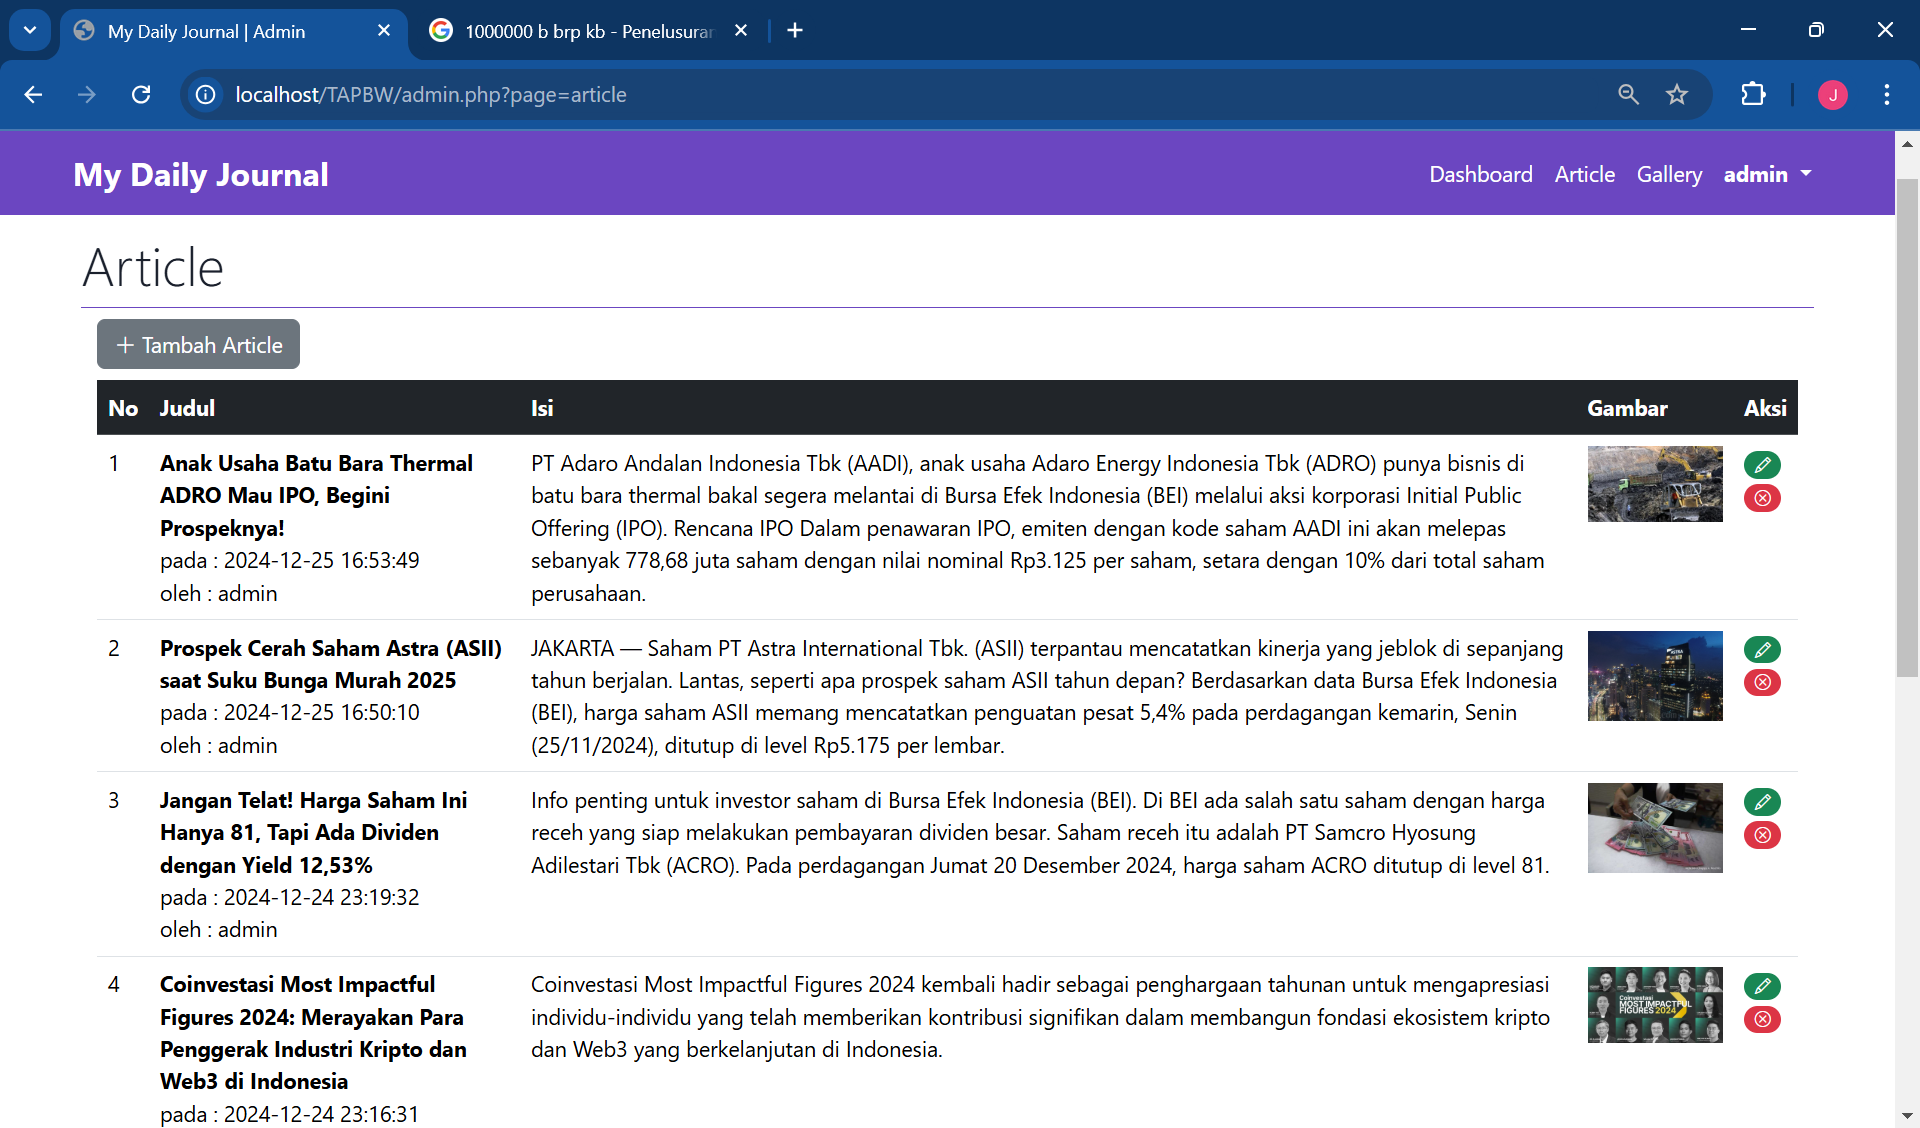 My Daily Journal | Admin
1000000 b brp kb - Penelusuran
localhost/TAPBW/admin.php?page=article
J
My Daily Journal
Dashboard Article Gallery admin
Article
+ Tambah Article
No Judul Isi Gambar Aksi
1
Anak Usaha Batu Bara Thermal
ADRO Mau IPO, Begini
Prospeknya!
pada : 2024-12-25 16:53:49
oleh : admin
PT Adaro Andalan Indonesia Tbk (AADI), anak usaha Adaro Energy Indonesia Tbk (ADRO) punya bisnis di
batu bara thermal bakal segera melantai di Bursa Efek Indonesia (BEI) melalui aksi korporasi Initial Public
Offering (IPO). Rencana IPO Dalam penawaran IPO, emiten dengan kode saham AADI ini akan melepas
sebanyak 778,68 juta saham dengan nilai nominal Rp3.125 per saham, setara dengan 10% dari total saham
perusahaan.
2
Prospek Cerah Saham Astra (ASII)
saat Suku Bunga Murah 2025
pada : 2024-12-25 16:50:10
oleh : admin
JAKARTA — Saham PT Astra International Tbk. (ASII) terpantau mencatatkan kinerja yang jeblok di sepanjang
tahun berjalan. Lantas, seperti apa prospek saham ASII tahun depan? Berdasarkan data Bursa Efek Indonesia
(BEI), harga saham ASII memang mencatatkan penguatan pesat 5,4% pada perdagangan kemarin, Senin
(25/11/2024), ditutup di level Rp5.175 per lembar.
3
Jangan Telat! Harga Saham Ini
Hanya 81, Tapi Ada Dividen
dengan Yield 12,53%
pada : 2024-12-24 23:19:32
oleh : admin
Info penting untuk investor saham di Bursa Efek Indonesia (BEI). Di BEI ada salah satu saham dengan harga
receh yang siap melakukan pembayaran dividen besar. Saham receh itu adalah PT Samcro Hyosung
Adilestari Tbk (ACRO). Pada perdagangan Jumat 20 Desember 2024, harga saham ACRO ditutup di level 81.
4
Coinvestasi Most Impactful
Figures 2024: Merayakan Para
Penggerak Industri Kripto dan
Web3 di Indonesia
pada : 2024-12-24 23:16:31
Coinvestasi Most Impactful Figures 2024 kembali hadir sebagai penghargaan tahunan untuk mengapresiasi
individu-individu yang telah memberikan kontribusi signifikan dalam membangun fondasi ekosistem kripto
dan Web3 yang berkelanjutan di Indonesia.
Coinvestasi
MOST IMPACTFUL
FIGURES 2024